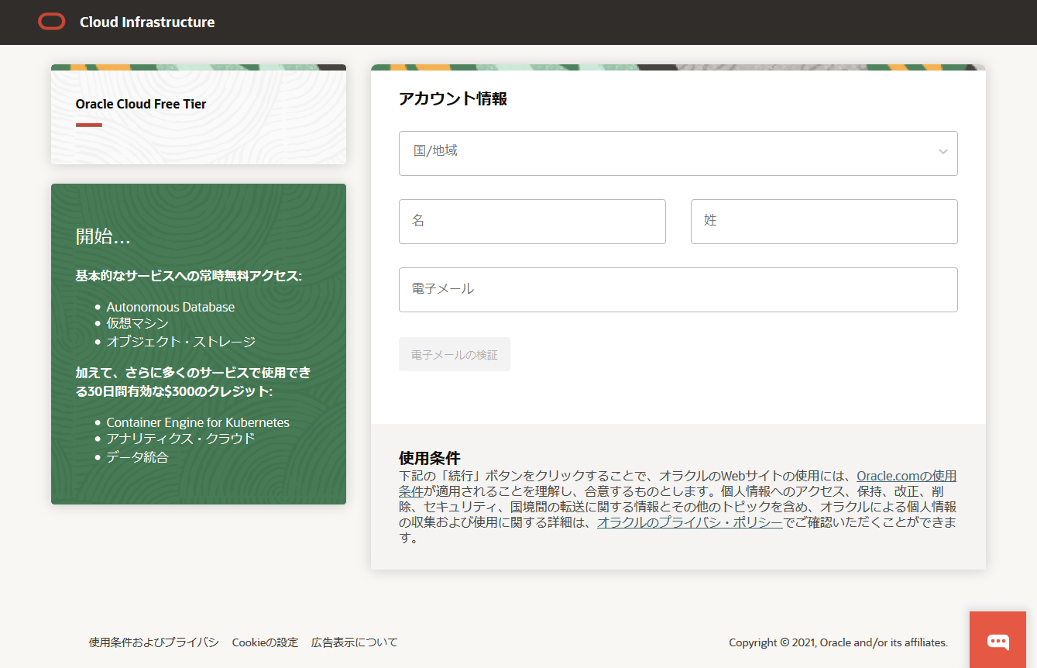 Cloud Infrastructure
Oracle Cloud Free Tier
開始...
基本的なサービスへの常時無料アクセス:
Autonomous Database
仮想マシン
オブジェクト・ストレージ
加えて、さらに多くのサービスで使用でき
る30日間有効な$300のクレジット:
Container Engine for Kubernetes
アナリティクス・クラウド
データ統合
アカウント情報
国/地域
名
姓
電子メール
電子メールの検証
使用条件
下記の「続行」ボタンをクリックすることで、オラクルのWebサイトの使用には、Oracle.comの使用
条件が適用されることを理解し、合意するものとします。個人情報へのアクセス、保持、改正、削
除、セキュリティ、国境間の転送に関する情報とその他のトピックを含め、オラクルによる個人情報
の収集および使用に関する詳細は、オラクルのプライバシ・ポリシーでご確認いただくことができま
す。
使用条件およびプライバシ Cookieの設定 広告表示について
Copyright © 2021, Oracle and/or its affiliates.